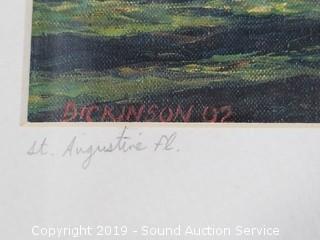 DICKINSON 02
St. Augustine Fl.
Copyright 2019 - Sound Auction Service